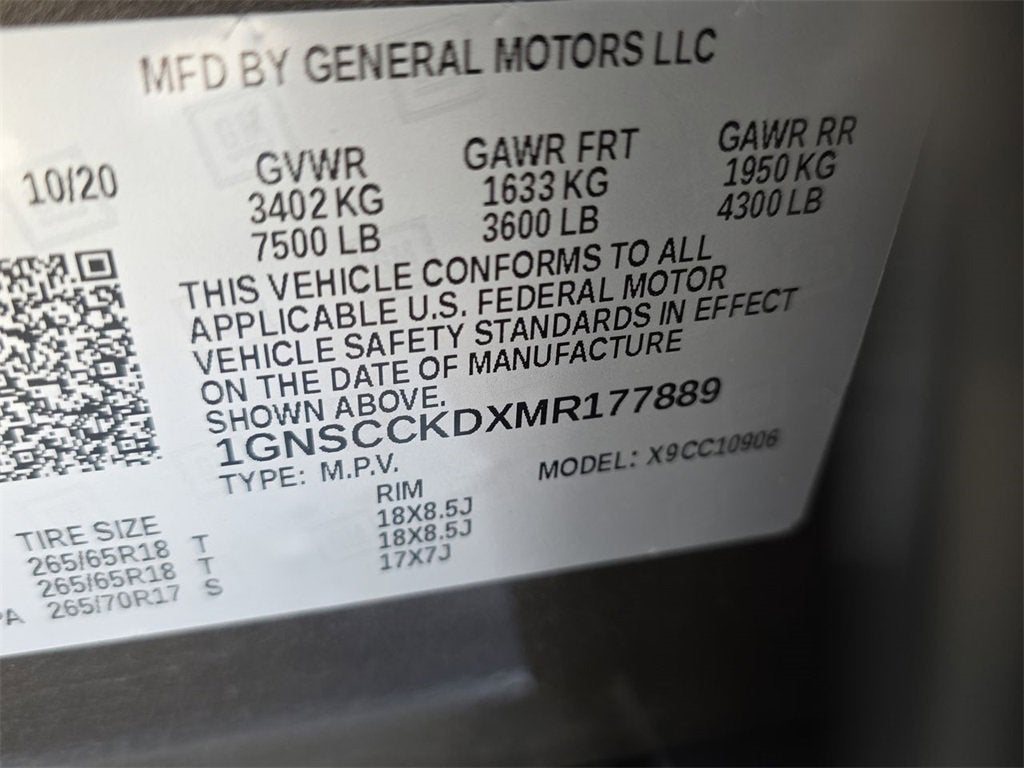 MFD BY GENERAL MOTORS LLC
10/20 GVWR GAWR FRT GAWR RR
3402 KG 1633 KG 1950 KG
7500 LB 3600 LB 4300 LB
THIS VEHICLE CONFORMS TO ALL
APPLICABLE U.S. FEDERAL MOTOR
VEHICLE SAFETY STANDARDS IN EFFECT
ON THE DATE OF MANUFACTURE
SHOWN ABOVE.
1GNSCCKDXMR177889
TYPE: M.P.V. MODEL: X9CC10906
TIRE SIZE RIM
265/65R18 T 18X8.5J
265/65R18 T 18X8.5J
265/70R17 S 17X7J